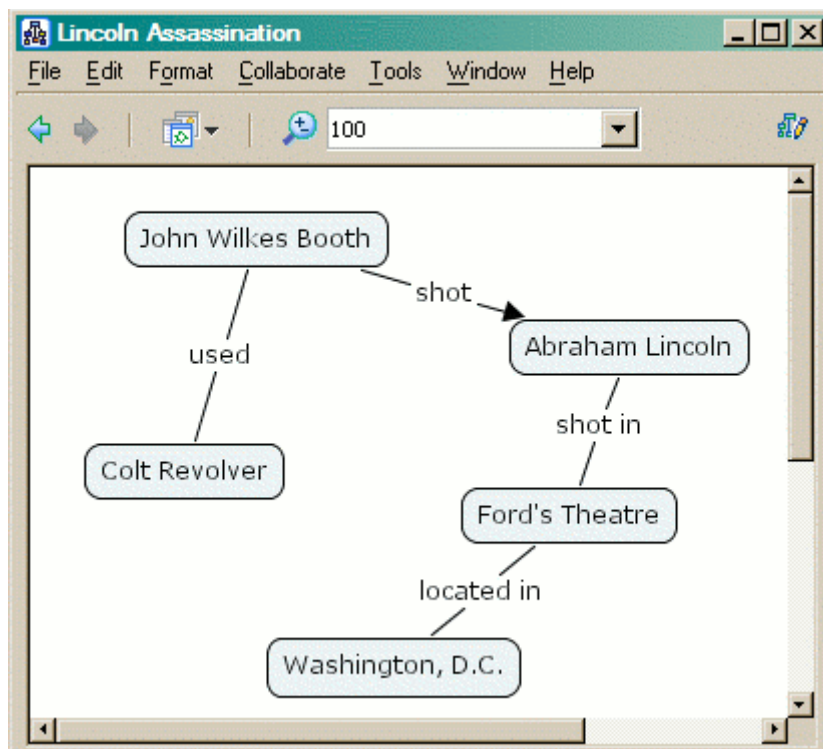 Lincoln Assassination
File Edit Format Collaborate Tools Window Help
100
John Wilkes Booth
shot
Abraham Lincoln
used
shot in
Colt Revolver
Ford's Theatre
located in
Washington, D.C.